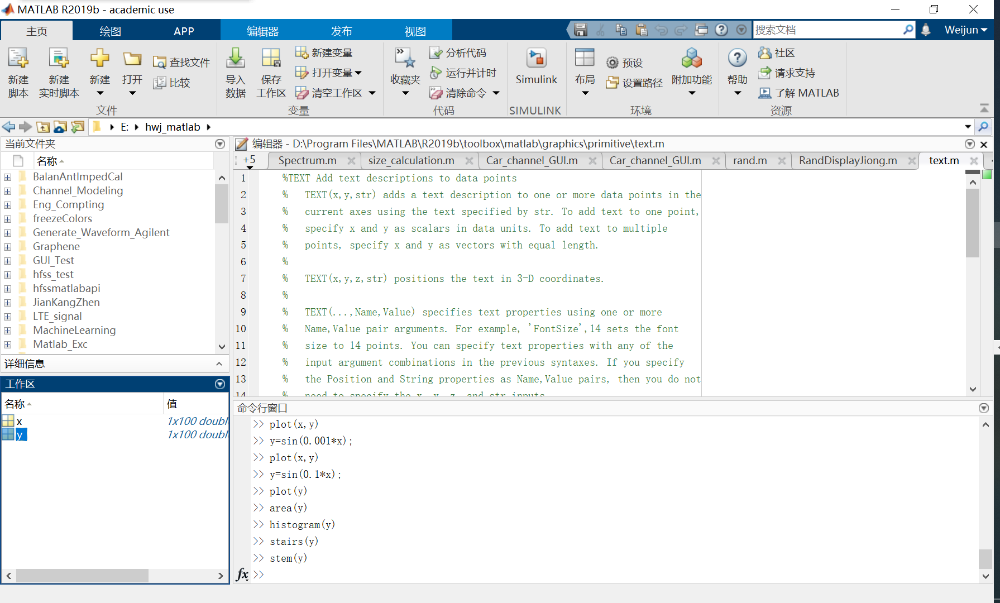 MATLAB R2019b - academic use
主页 绘图 APP 编辑器 发布 视图 搜索文档 Weijun
新建
脚本
新建
实时脚本
新建
打开
查找文件
比较
文件
导入
数据
保存
工作区
新建变量
打开变量
清空工作区
变量
收藏夹
分析代码
运行并计时
清除命令
代码
Simulink
SIMULINK
布局
预设
设置路径
附加功能
环境
帮助
社区
请求支持
了解 MATLAB
资源
E: hwj_matlab
当前文件夹
名称
BalanAntImpedCal
Channel_Modeling
Eng_Compting
freezeColors
Generate_Waveform_Agilent
Graphene
GUI_Test
hfss_test
hfssmatlabapi
JianKangZhen
LTE_signal
MachineLearning
Matlab_Exc
详细信息
工作区
名称 值
x 1x100 doubl
y 1x100 doubl
编辑器 - D:\Program Files\MATLAB\R2019b\toolbox\matlab\graphics\primitive\text.m
+5 Spectrum.m size_calculation.m Car_channel_GUI.m Car_channel_GUI.m rand.m RandDisplayJiong.m text.m
1 %TEXT Add text descriptions to data points
2 % TEXT(x,y,str) adds a text description to one or more data points in the
3 % current axes using the text specified by str. To add text to one point,
4 % specify x and y as scalars in data units. To add text to multiple
5 % points, specify x and y as vectors with equal length.
6 %
7 % TEXT(x,y,z,str) positions the text in 3-D coordinates.
8 %
9 % TEXT(...,Name,Value) specifies text properties using one or more
10 % Name,Value pair arguments. For example, 'FontSize',14 sets the font
11 % size to 14 points. You can specify text properties with any of the
12 % input argument combinations in the previous syntaxes. If you specify
13 % the Position and String properties as Name,Value pairs, then you do not
14 % need to specify the x, y, z, and str inputs.
命令行窗口
>> plot(x,y)
>> y=sin(0.001*x);
>> plot(x,y)
>> y=sin(0.1*x);
>> plot(y)
>> area(y)
>> histogram(y)
>> stairs(y)
>> stem(y)
fx >>